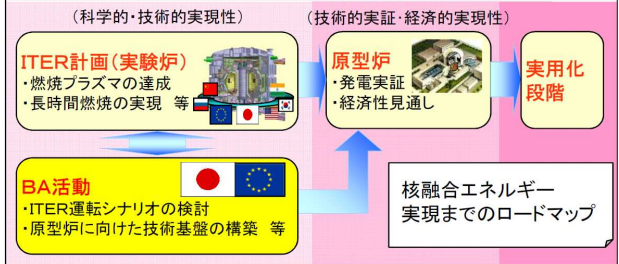 (科学的・技術的実現性)
(技術的実証・経済的実現性)
ITER計画(実験炉)
・燃焼プラズマの達成
・長時間燃焼の実現 等
原型炉
・発電実証
・経済性見通し
実用化
段階
BA活動
・ITER運転シナリオの検討
・原型炉に向けた技術基盤の構築 等
核融合エネルギー
実現までのロードマップ